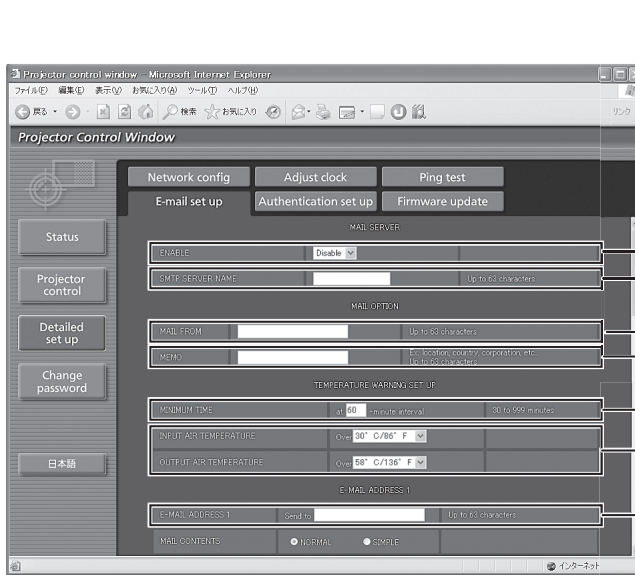 Projector control window - Microsoft Internet Explorer
ファイル(F) 編集(E) 表示(V) お気に入り(A) ツール(T) ヘルプ(H)
戻る 検索 お気に入り リンク
Projector Control Window
Network config Adjust clock Ping test
E-mail set up Authentication set up Firmware update
Status
Projector control
Detailed set up
Change password
日本語
MAIL SERVER
ENABLE Disable
SMTP SERVER NAME Up to 63 characters
MAIL OPTION
MAIL FROM Up to 63 characters
MEMO Ex: location, country, corporation, etc...
Up to 63 characters
TEMPERATURE WARNING SET UP
MINIMUM TIME at 60 -minute interval 30 to 999 minutes
INPUT AIR TEMPERATURE Over 30° C/86° F
OUTPUT AIR TEMPERATURE Over 58° C/136° F
E-MAIL ADDRESS 1
E-MAIL ADDRESS 1 Send to Up to 63 characters
MAIL CONTENTS NORMAL SIMPLE
インターネット